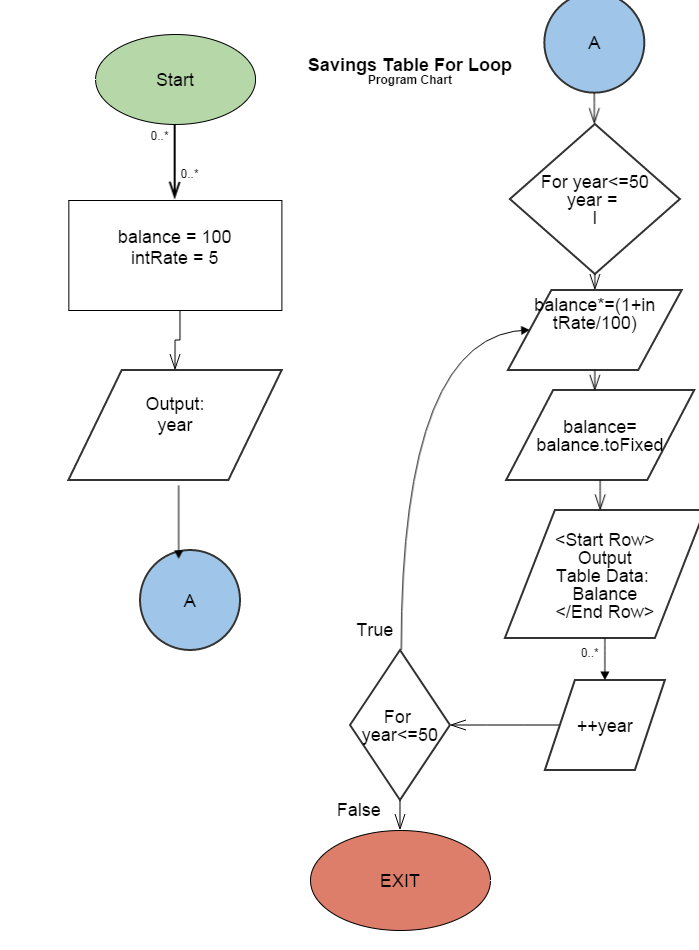 Savings Table For Loop
Program Chart
Start
0..*
0..*
balance = 100
intRate = 5
Output:
year
A
A
For year<=50
year =
l
balance*=(1+in
tRate/100)
balance=
balance.toFixed
<Start Row>
Output
Table Data:
Balance
</End Row>
0..*
++year
For
year<=50
True
False
EXIT